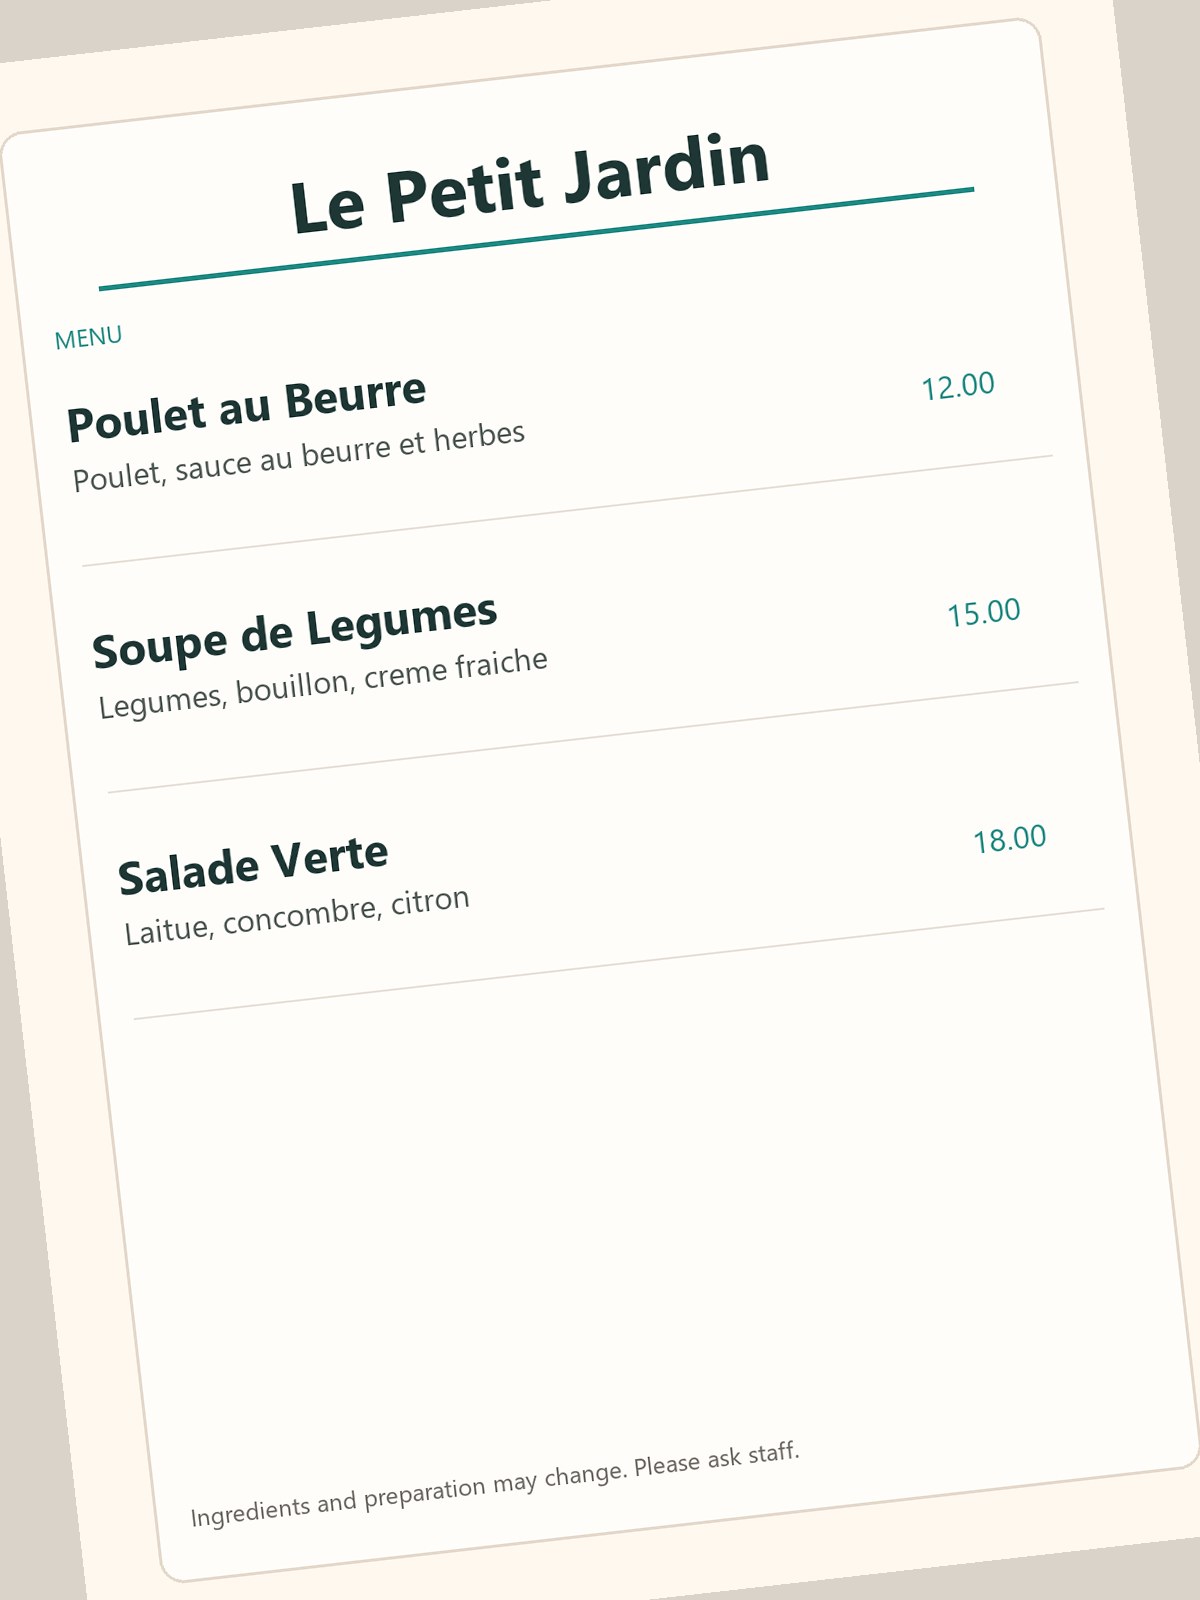 Le Petit Jardin
MENU
Poulet au Beurre
12.00
Poulet, sauce au beurre et herbes
Soupe de Legumes
15.00
Legumes, bouillon, creme fraiche
Salade Verte
18.00
Laitue, concombre, citron
Ingredients and preparation may change. Please ask staff.